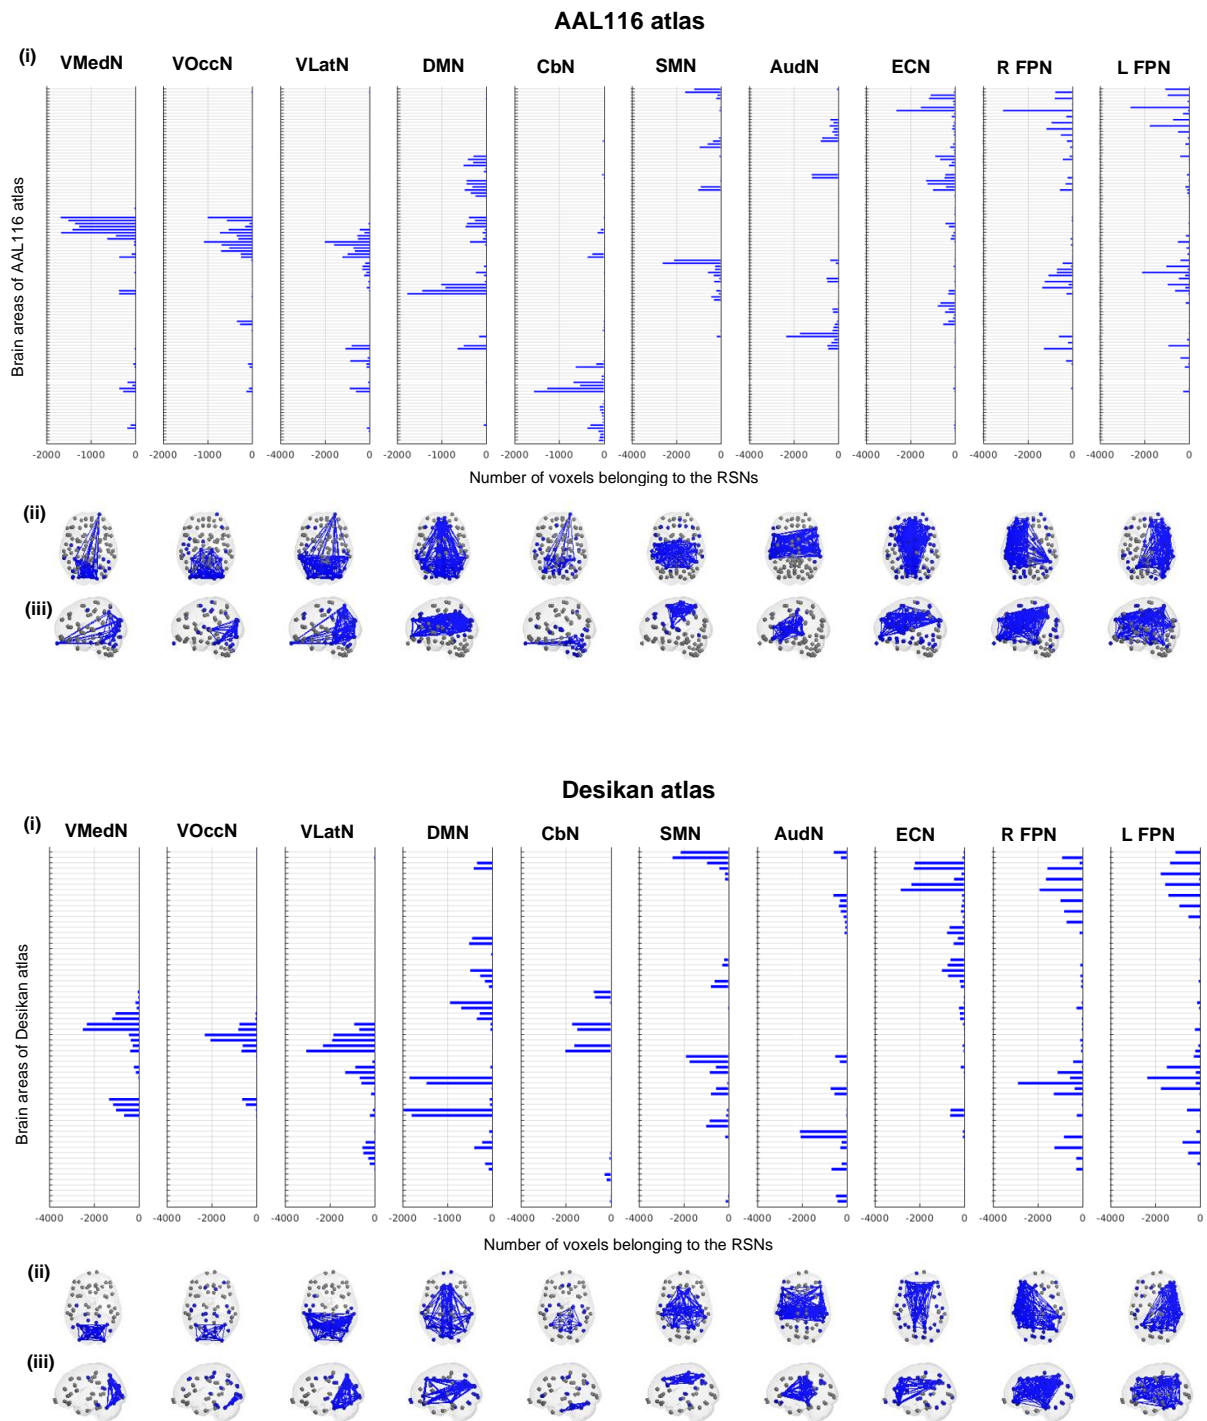 AAL116 atlas
(i) VMedN VOccN VLatN DMN CbN SMN AudN ECN R FPN L FPN
Brain areas of AAL116 atlas
-2000 -1000 0 -2000 -1000 0 -4000 -2000 0 -2000 -1000 0 -2000 -1000 0 -4000 -2000 0 -4000 -2000 0 -4000 -2000 0 -4000 -2000 0 -4000 -2000 0
Number of voxels belonging to the RSNs
(ii)
(iii)
Desikan atlas
(i) VMedN VOccN VLatN DMN CbN SMN AudN ECN R FPN L FPN
Brain areas of Desikan atlas
-4000 -2000 0 -4000 -2000 0 -4000 -2000 0 -2000 -1000 0 -4000 -2000 0 -4000 -2000 0 -4000 -2000 0 -4000 -2000 0 -4000 -2000 0 -4000 -2000 0
Number of voxels belonging to the RSNs
(ii)
(iii)